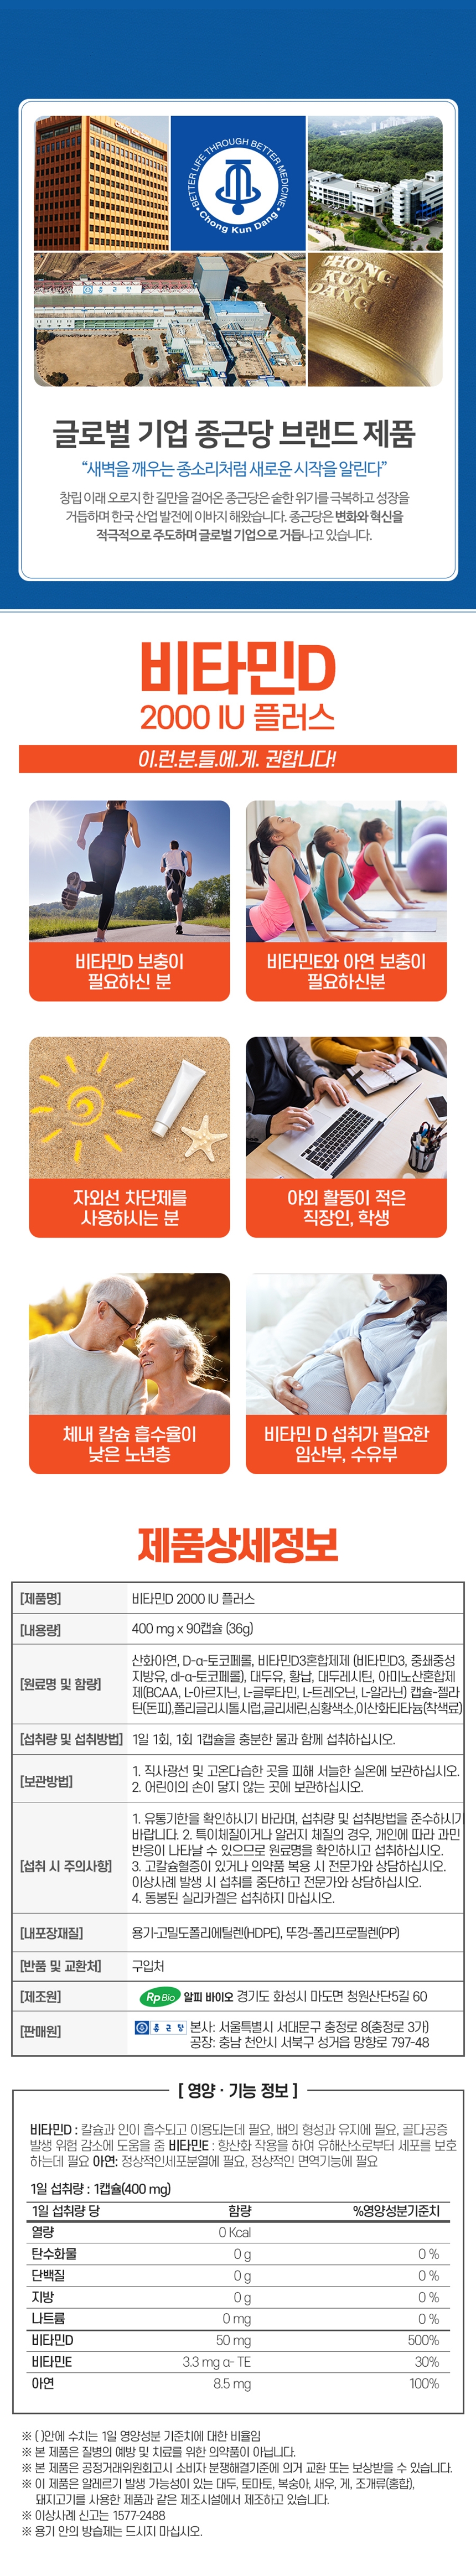 BETTER LIFE THROUGH BETTER MEDICINE
Chong Kun Dang
종근당
CHONG
KUN
DANG
글로벌 기업 종근당 브랜드 제품
“새벽을 깨우는 종소리처럼 새로운 시작을 알린다”
창립 이래 오로지 한 길만을 걸어온 종근당은 숱한 위기를 극복하고 성장을
거듭하며 한국 산업 발전에 이바지 해왔습니다. 종근당은 변화와 혁신을
적극적으로 주도하며 글로벌 기업으로 거듭나고 있습니다.
비타민D
2000 IU 플러스
이.런.분.들.에.게. 권합니다!
비타민D 보충이
필요하신 분
비타민E와 아연 보충이
필요하신분
자외선 차단제를
사용하시는 분
야외 활동이 적은
직장인, 학생
체내 칼슘 흡수율이
낮은 노년층
비타민 D 섭취가 필요한
임산부, 수유부
제품상세정보
[제품명] 비타민D 2000 IU 플러스
[내용량] 400 mg x 90캡슐 (36g)
[원료명 및 함량] 산화아연, D-α-토코페롤, 비타민D3혼합제제 (비타민D3, 중쇄중성
지방유, dl-α-토코페롤), 대두유, 황납, 대두레시틴, 아미노산혼합제
제(BCAA, L-아르지닌, L-글루타민, L-트레오닌, L-알라닌) 캡슐-젤라
틴(돈피),폴리글리시톨시럽,글리세린,심황색소,이산화티타늄(착색료)
[섭취량 및 섭취방법] 1일 1회, 1회 1캡슐을 충분한 물과 함께 섭취하십시오.
[보관방법] 1. 직사광선 및 고온다습한 곳을 피해 서늘한 실온에 보관하십시오.
2. 어린이의 손이 닿지 않는 곳에 보관하십시오.
[섭취 시 주의사항] 1. 유통기한을 확인하시기 바라며, 섭취량 및 섭취방법을 준수하시기
바랍니다. 2. 특이체질이거나 알러지 체질의 경우, 개인에 따라 과민
반응이 나타날 수 있으므로 원료명을 확인하시고 섭취하십시오.
3. 고칼슘혈증이 있거나 의약품 복용 시 전문가와 상담하십시오.
이상사례 발생 시 섭취를 중단하고 전문가와 상담하십시오.
4. 동봉된 실리카겔은 섭취하지 마십시오.
[내포장재질] 용기-고밀도폴리에틸렌(HDPE), 뚜껑-폴리프로필렌(PP)
[반품 및 교환처] 구입처
[제조원] Rp Bio 알피 바이오 경기도 화성시 마도면 청원산단5길 60
[판매원] 종근당 본사: 서울특별시 서대문구 충정로 8(충정로 3가)
공장: 충남 천안시 서북구 성거읍 망향로 797-48
[ 영양 · 기능 정보 ]
비타민D : 칼슘과 인이 흡수되고 이용되는데 필요, 뼈의 형성과 유지에 필요, 골다공증
발생 위험 감소에 도움을 줌 비타민E : 항산화 작용을 하여 유해산소로부터 세포를 보호
하는데 필요 아연: 정상적인세포분열에 필요, 정상적인 면역기능에 필요
1일 섭취량 : 1캡슐(400 mg)
1일 섭취량 당 함량 %영양성분기준치
열량 0 Kcal
탄수화물 0 g 0 %
단백질 0 g 0 %
지방 0 g 0 %
나트륨 0 mg 0 %
비타민D 50 mg 500%
비타민E 3.3 mg α- TE 30%
아연 8.5 mg 100%
※ ( )안에 수치는 1일 영양성분 기준치에 대한 비율임
※ 본 제품은 질병의 예방 및 치료를 위한 의약품이 아닙니다.
※ 본 제품은 공정거래위원회고시 소비자 분쟁해결기준에 의거 교환 또는 보상받을 수 있습니다.
※ 이 제품은 알레르기 발생 가능성이 있는 대두, 토마토, 복숭아, 새우, 게, 조개류(홍합),
돼지고기를 사용한 제품과 같은 제조시설에서 제조하고 있습니다.
※ 이상사례 신고는 1577-2488
※ 용기 안의 방습제는 드시지 마십시오.